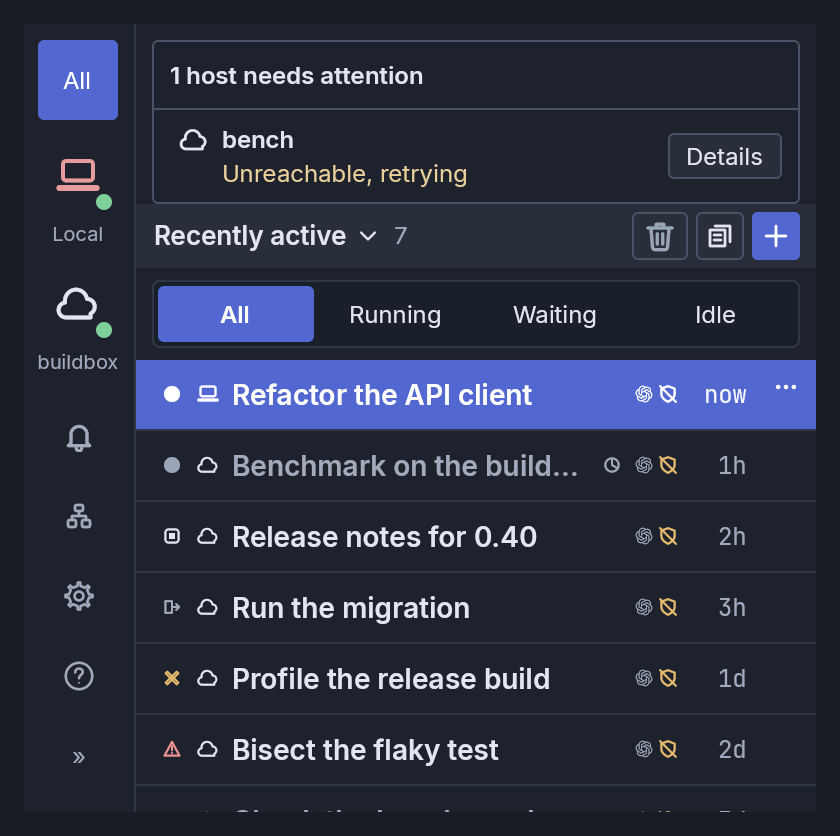 All
Local
buildbox
»
1 host needs attention
bench
Unreachable, retrying
Details
Recently active 7
All Running Waiting Idle
Refactor the API client now ...
Benchmark on the build... 1h
Release notes for 0.40 2h
Run the migration 3h
Profile the release build 1d
Bisect the flaky test 2d